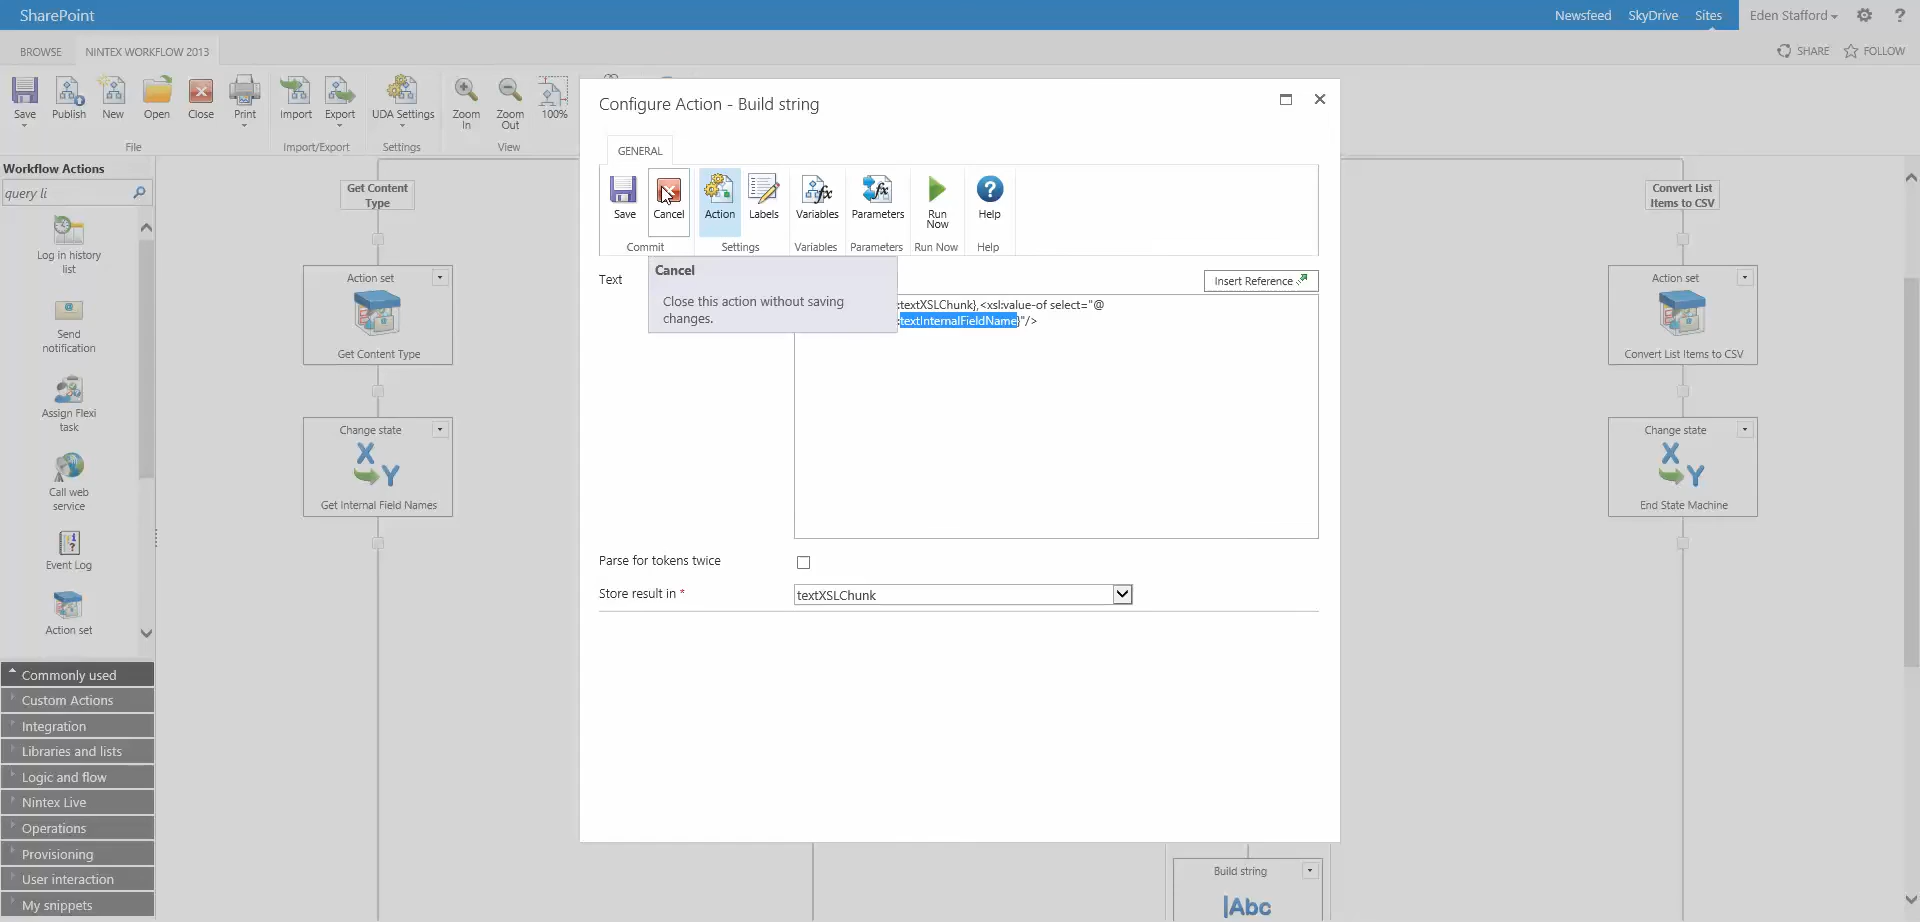 SharePoint
Newsfeed SkyDrive Sites Eden Stafford ?
BROWSE NINTEX WORKFLOW 2013
SHARE FOLLOW
Save Publish New Open Close Print Import Export UDA Settings Zoom In Zoom Out 100%
File Import/Export Settings View
Workflow Actions
query li
Log in history list
Send notification
Assign Flexi task
Call web service
Event Log
Action set
Commonly used
Custom Actions
Integration
Libraries and lists
Logic and flow
Nintex Live
Operations
Provisioning
User interaction
My snippets
Get Content Type
Action set
Get Content Type
Change state
X
Y
Get Internal Field Names
Configure Action - Build string
GENERAL
Save Cancel Action Labels Variables Parameters Run Now Help
Commit Settings Variables Parameters Run Now Help
Text
Cancel
Close this action without saving changes.
Insert Reference
:textXSLChunk},<xsl:value-of select="@
:textInternalFieldName}"/>
Parse for tokens twice
Store result in *
textXSLChunk
Build string
Abc
Convert List Items to CSV
Action set
Convert List Items to CSV
Change state
X
Y
End State Machine